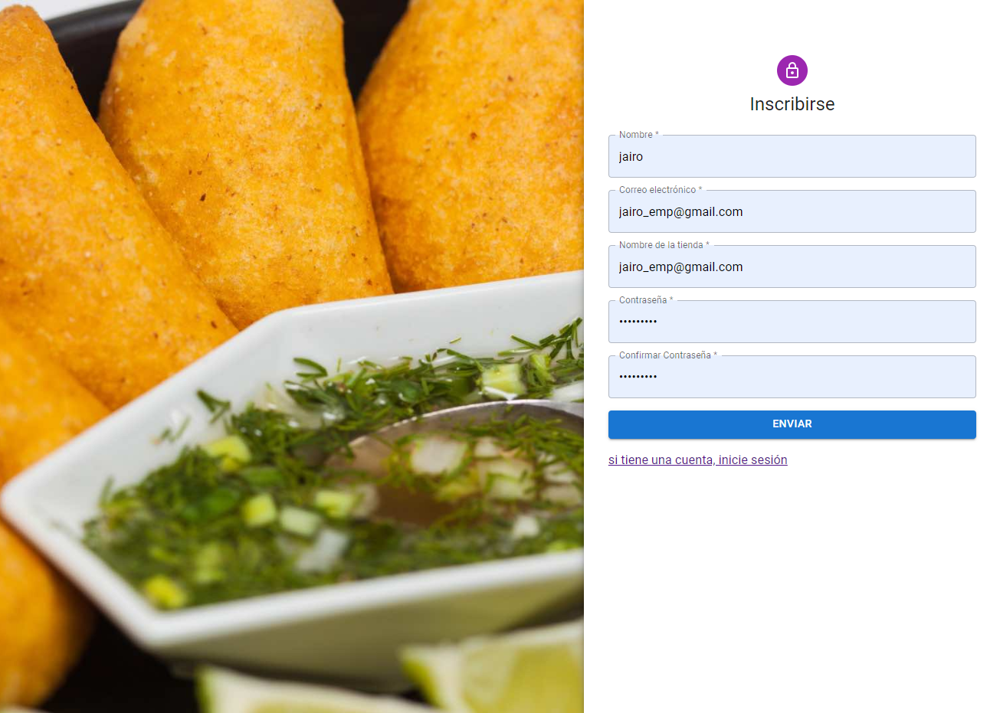 Inscribirse
Nombre *
jairo
Correo electrónico *
jairo_emp@gmail.com
Nombre de la tienda *
jairo_emp@gmail.com
Contraseña *
•••••••••
Confirmar Contraseña *
•••••••••
ENVIAR
si tiene una cuenta, inicie sesión